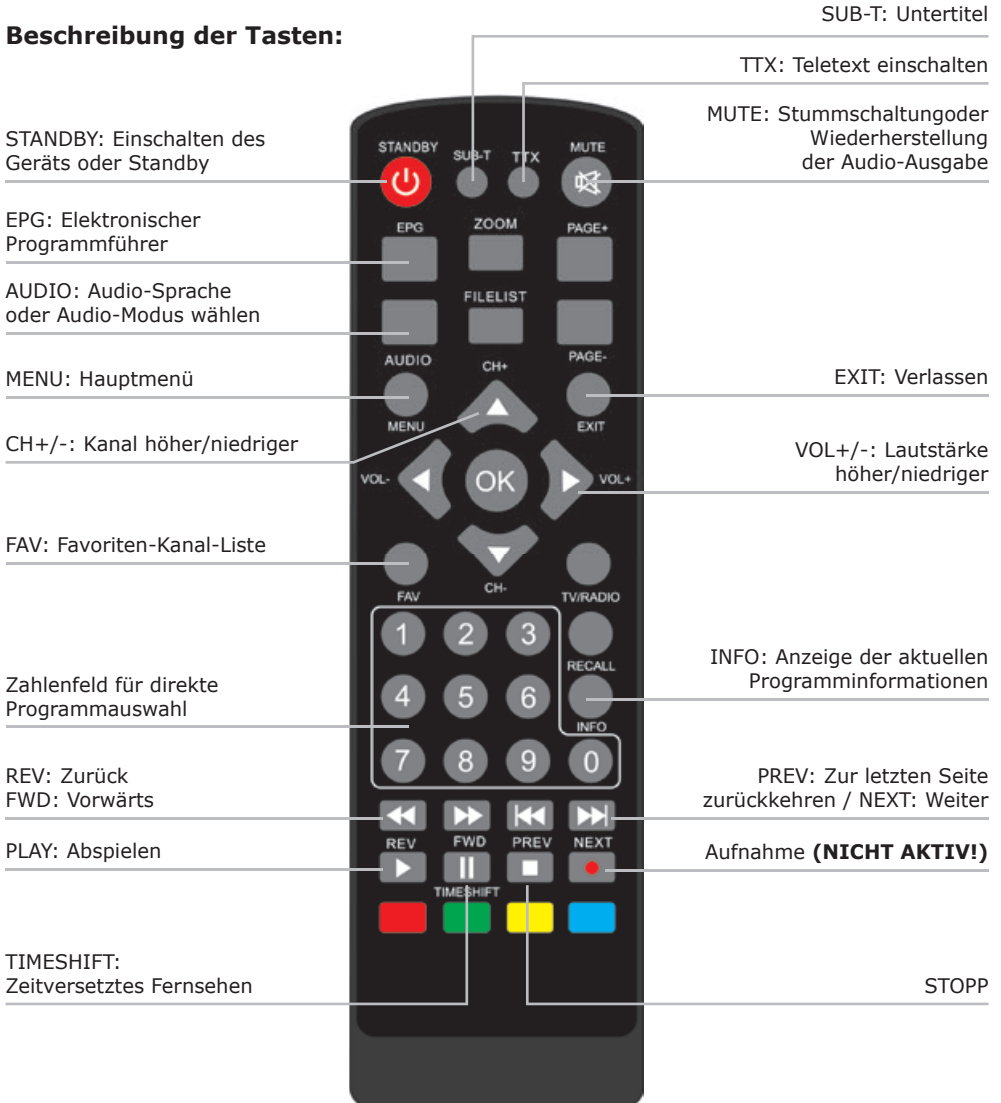 SUB-T: Untertitel
Beschreibung der Tasten:
TTX: Teletext einschalten
MUTE: Stummschaltungoder
Wiederherstellung
der Audio-Ausgabe
STANDBY: Einschalten des
Geräts oder Standby
EPG: Elektronischer
Programmführer
AUDIO: Audio-Sprache
oder Audio-Modus wählen
MENU: Hauptmenü
EXIT: Verlassen
CH+/-: Kanal höher/niedriger
VOL+/-: Lautstärke
höher/niedriger
FAV: Favoriten-Kanal-Liste
INFO: Anzeige der aktuellen
Programminformationen
Zahlenfeld für direkte
Programmauswahl
REV: Zurück
FWD: Vorwärts
PREV: Zur letzten Seite
zurückkehren / NEXT: Weiter
PLAY: Abspielen
Aufnahme (NICHT AKTIV!)
TIMESHIFT:
Zeitversetztes Fernsehen
STOPP
STANDBY SUB-T TTX MUTE
EPG ZOOM PAGE+
FILELIST
AUDIO CH+ PAGE-
MENU EXIT
VOL- OK VOL+
FAV CH- TV/RADIO
1 2 3
RECALL
4 5 6
INFO
7 8 9 0
REV FWD PREV NEXT
TIMESHIFT